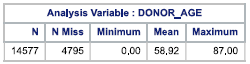 Analysis Variable : DONOR_AGE
N N Miss Minimum Mean Maximum
14577 4795 0,00 58,92 87,00